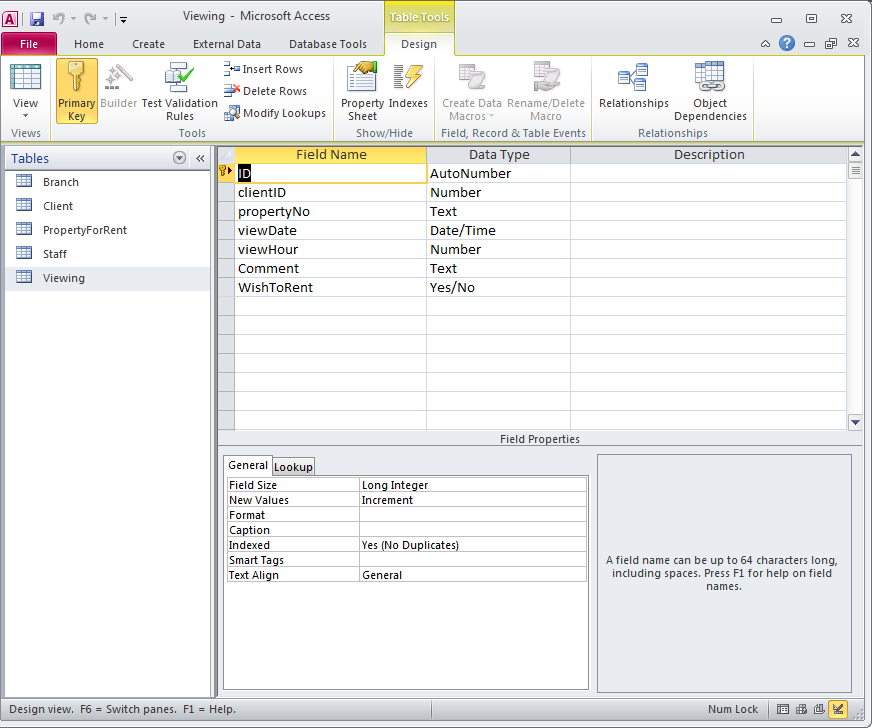 Viewing - Microsoft Access
Table Tools
File Home Create External Data Database Tools Design
View
Primary Key
Builder
Test Validation Rules
Insert Rows
Delete Rows
Modify Lookups
Property Sheet
Indexes
Create Data Macros
Rename/Delete Macro
Relationships
Object Dependencies
Views Tools Show/Hide Field, Record & Table Events Relationships
Tables
Branch
Client
PropertyForRent
Staff
Viewing
Field Name Data Type Description
ID AutoNumber
clientID Number
propertyNo Text
viewDate Date/Time
viewHour Number
Comment Text
WishToRent Yes/No
Field Properties
General Lookup
Field Size Long Integer
New Values Increment
Format
Caption
Indexed Yes (No Duplicates)
Smart Tags
Text Align General
A field name can be up to 64 characters long,
including spaces. Press F1 for help on field
names.
Design view. F6 = Switch panes. F1 = Help. Num Lock